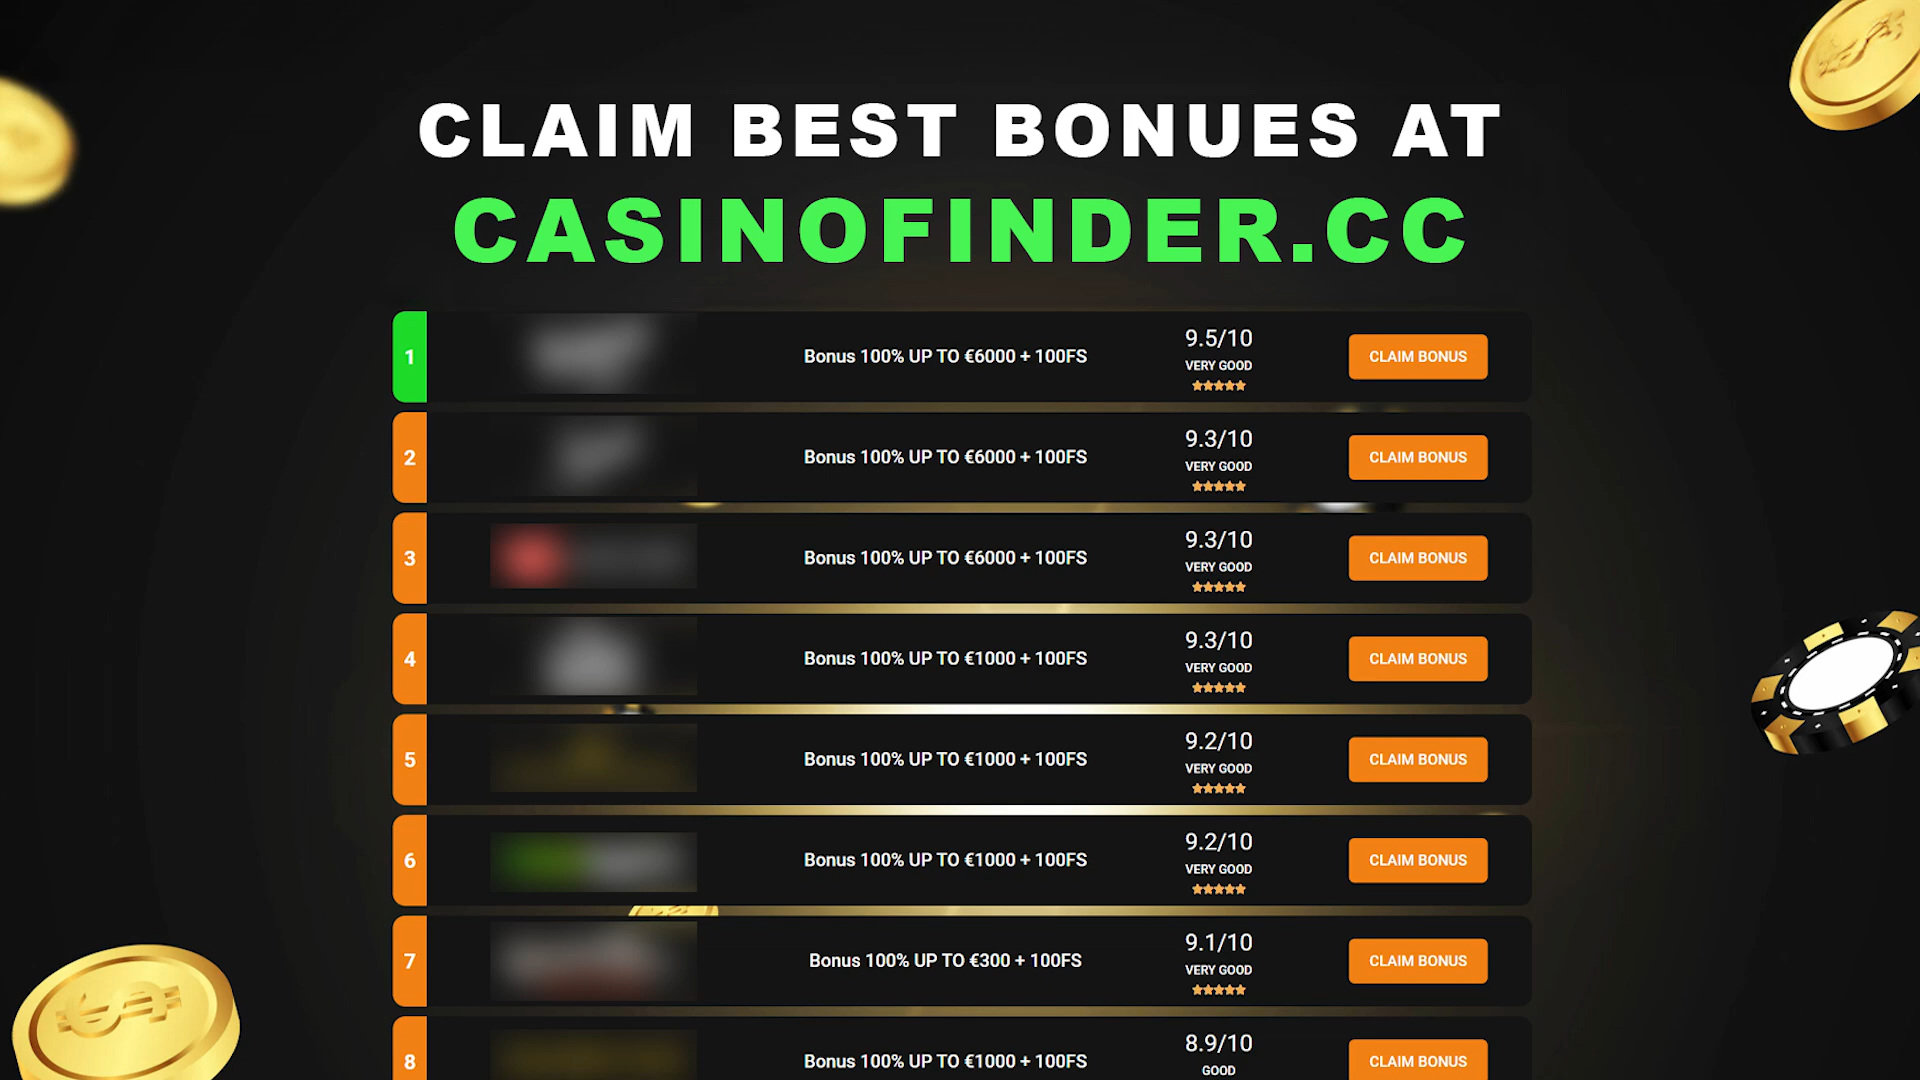 CLAIM BEST BONUES AT
CASINOFINDER.CC
1
Bonus 100% UP TO €6000 + 100FS
9.5/10
VERY GOOD
CLAIM BONUS
2
Bonus 100% UP TO €6000 + 100FS
9.3/10
VERY GOOD
CLAIM BONUS
3
Bonus 100% UP TO €6000 + 100FS
9.3/10
VERY GOOD
CLAIM BONUS
4
Bonus 100% UP TO €1000 + 100FS
9.3/10
VERY GOOD
CLAIM BONUS
5
Bonus 100% UP TO €1000 + 100FS
9.2/10
VERY GOOD
CLAIM BONUS
6
Bonus 100% UP TO €1000 + 100FS
9.2/10
VERY GOOD
CLAIM BONUS
7
Bonus 100% UP TO €300 + 100FS
9.1/10
VERY GOOD
CLAIM BONUS
8
Bonus 100% UP TO €1000 + 100FS
8.9/10
GOOD
CLAIM BONUS